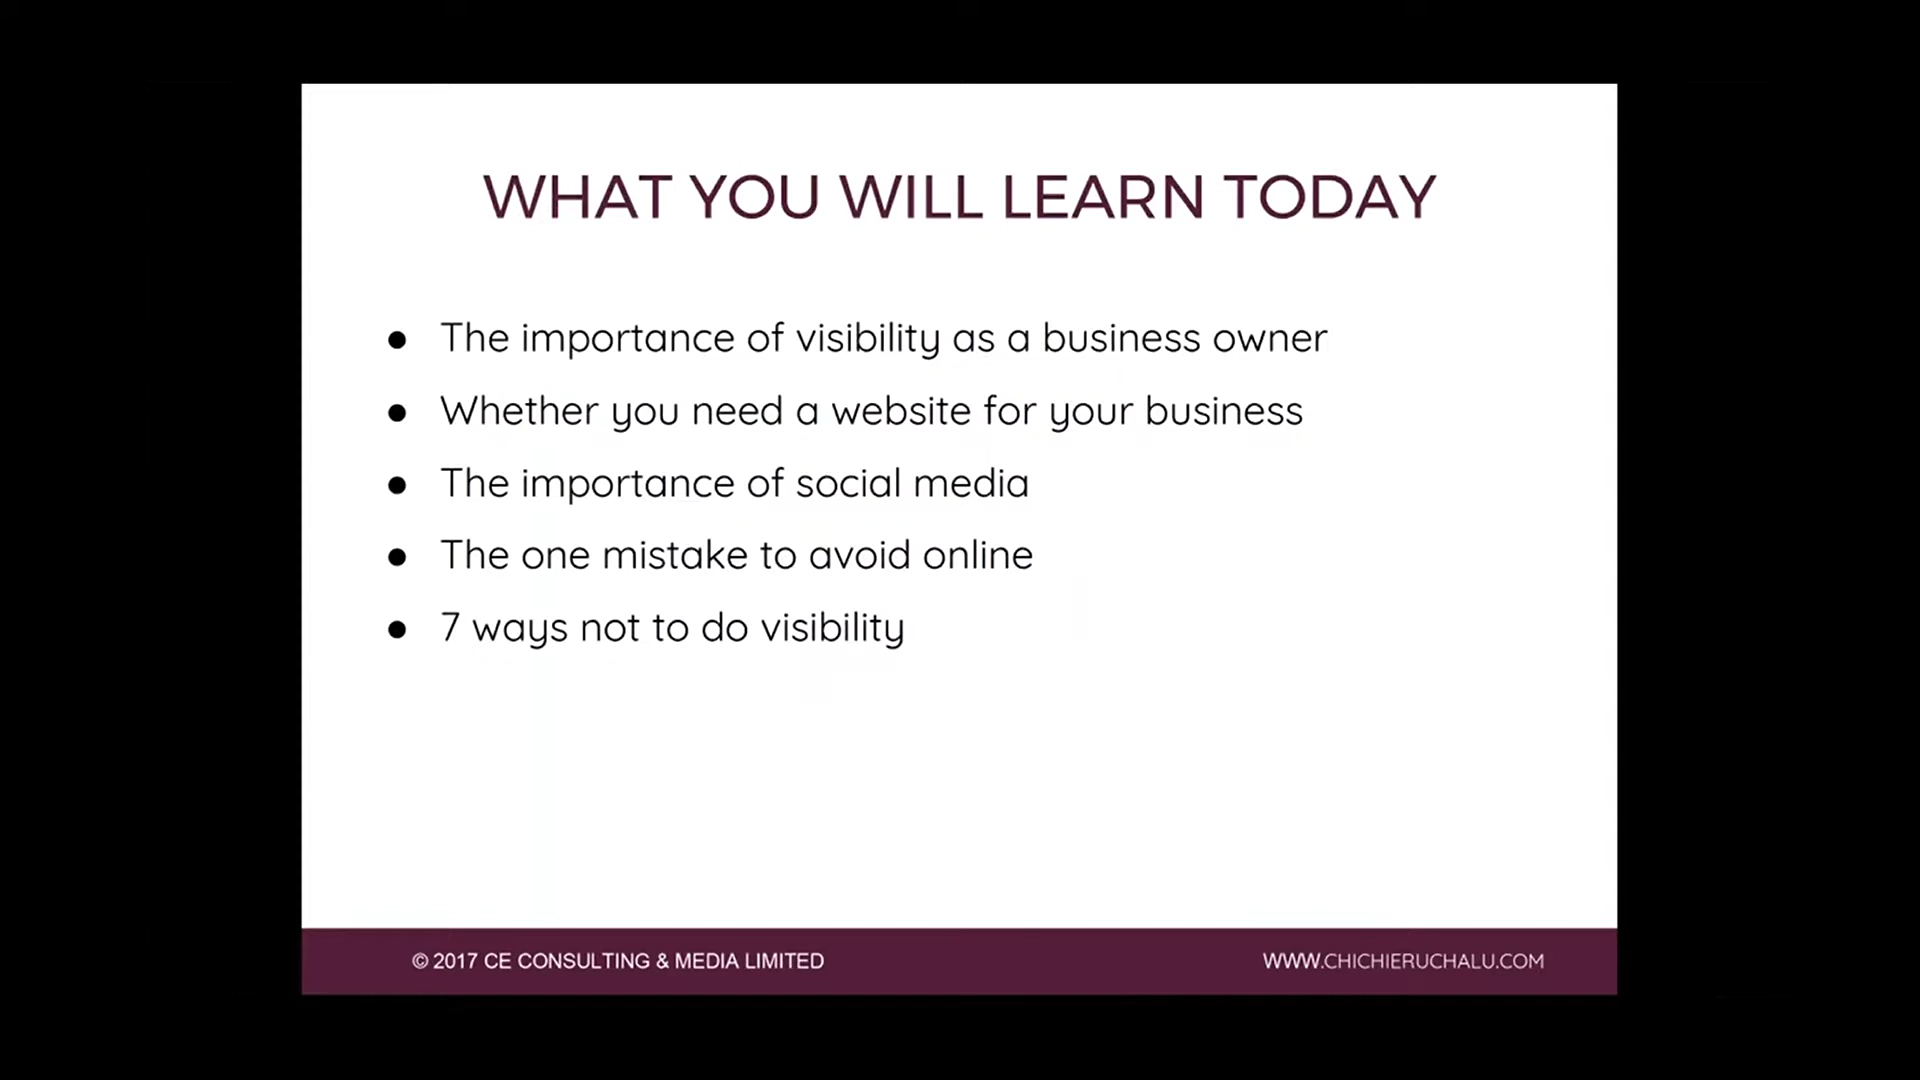 WHAT YOU WILL LEARN TODAY
● The importance of visibility as a business owner
● Whether you need a website for your business
● The importance of social media
● The one mistake to avoid online
● 7 ways not to do visibility
© 2017 CE CONSULTING & MEDIA LIMITED
WWW.CHICHIERUCHALU.COM